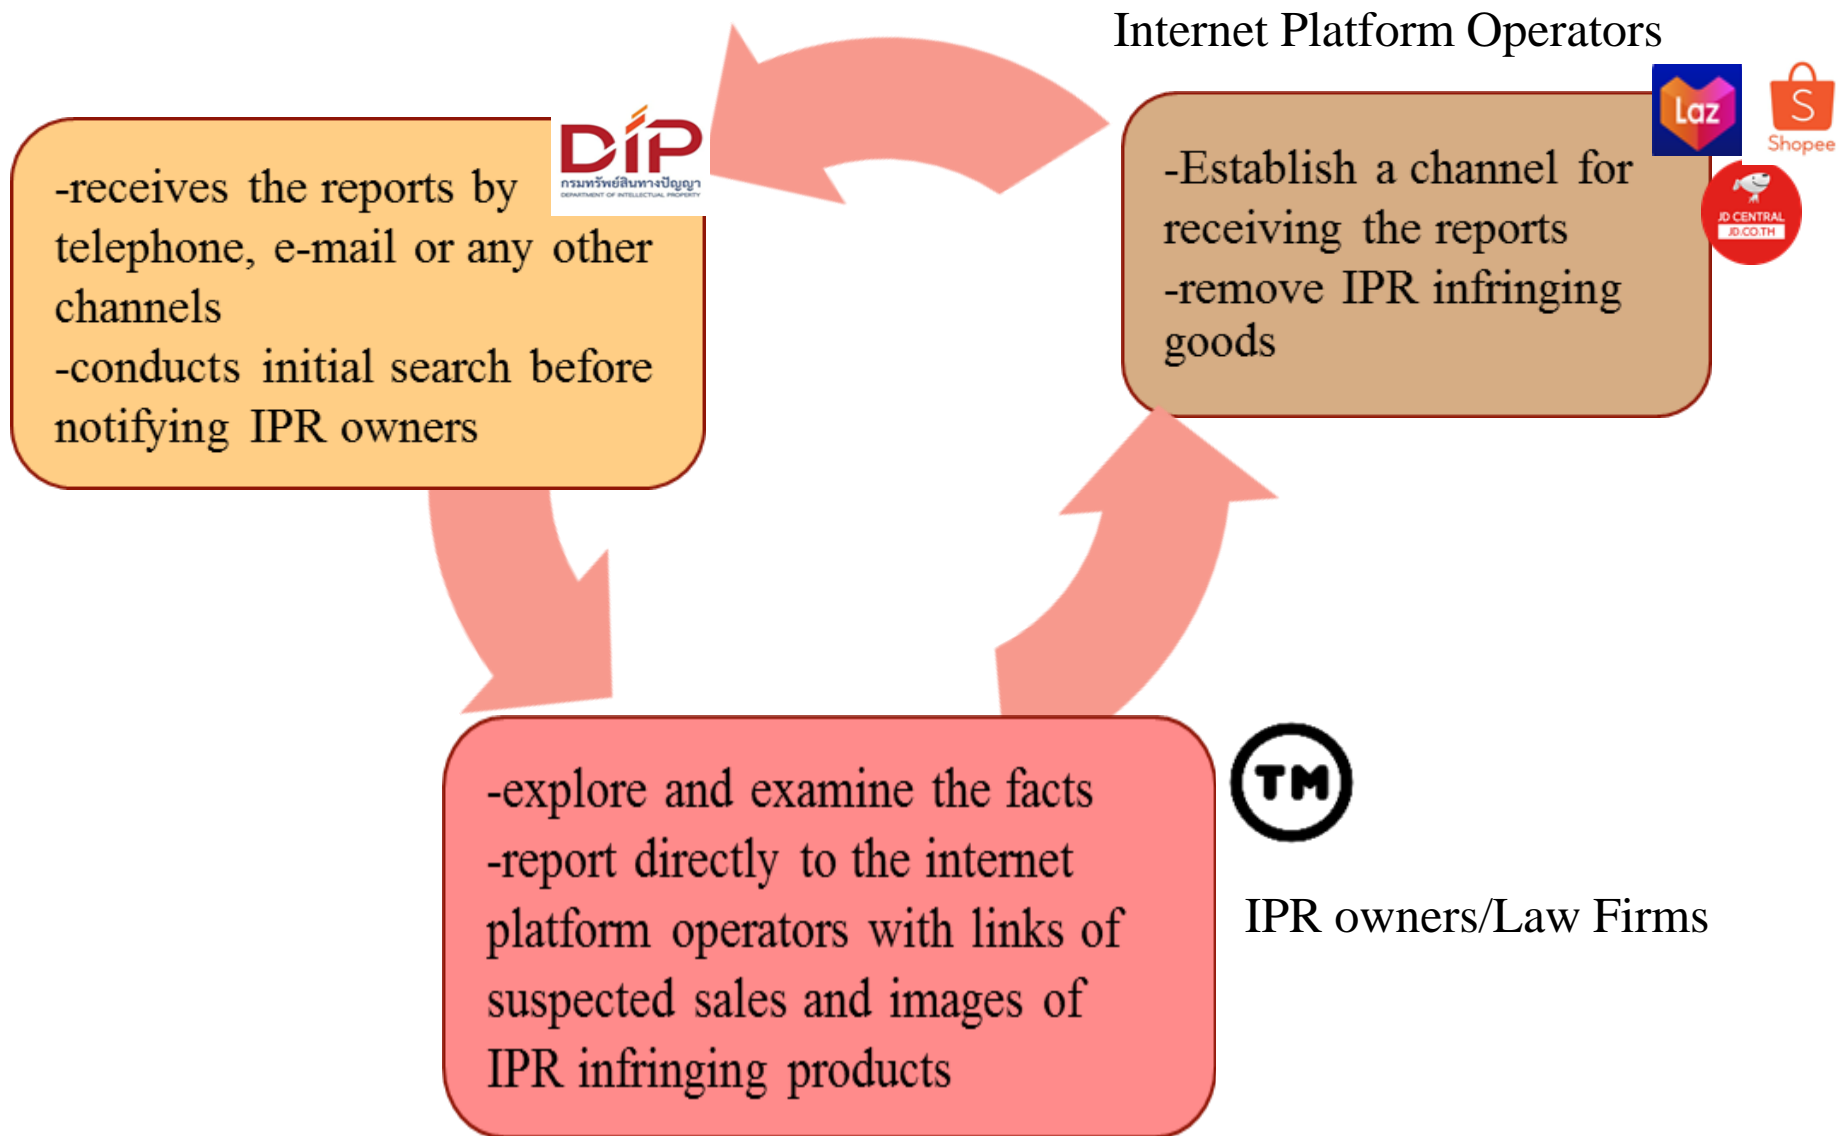 Internet Platform Operators
Laz
S
Shopee
JD CENTRAL
JD.CO.TH
DIP
กรมทรัพย์สินทางปัญญา
DEPARTMENT OF INTELLECTUAL PROPERTY
-receives the reports by
telephone, e-mail or any other
channels
-conducts initial search before
notifying IPR owners
-Establish a channel for
receiving the reports
-remove IPR infringing
goods
-explore and examine the facts
-report directly to the internet
platform operators with links of
suspected sales and images of
IPR infringing products
TM
IPR owners/Law Firms